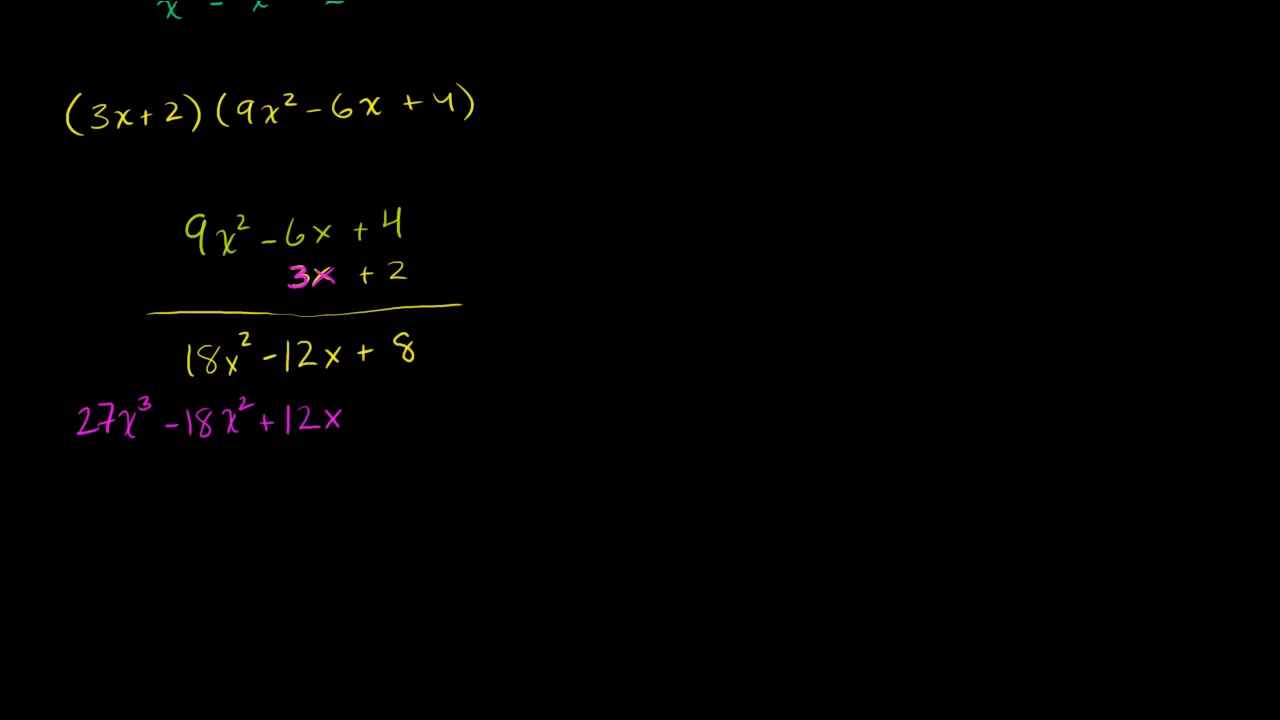 (3x+2)(9x²-6x+4)
9x²-6x+4
3x+2
18x²-12x+8
27x³-18x²+12x